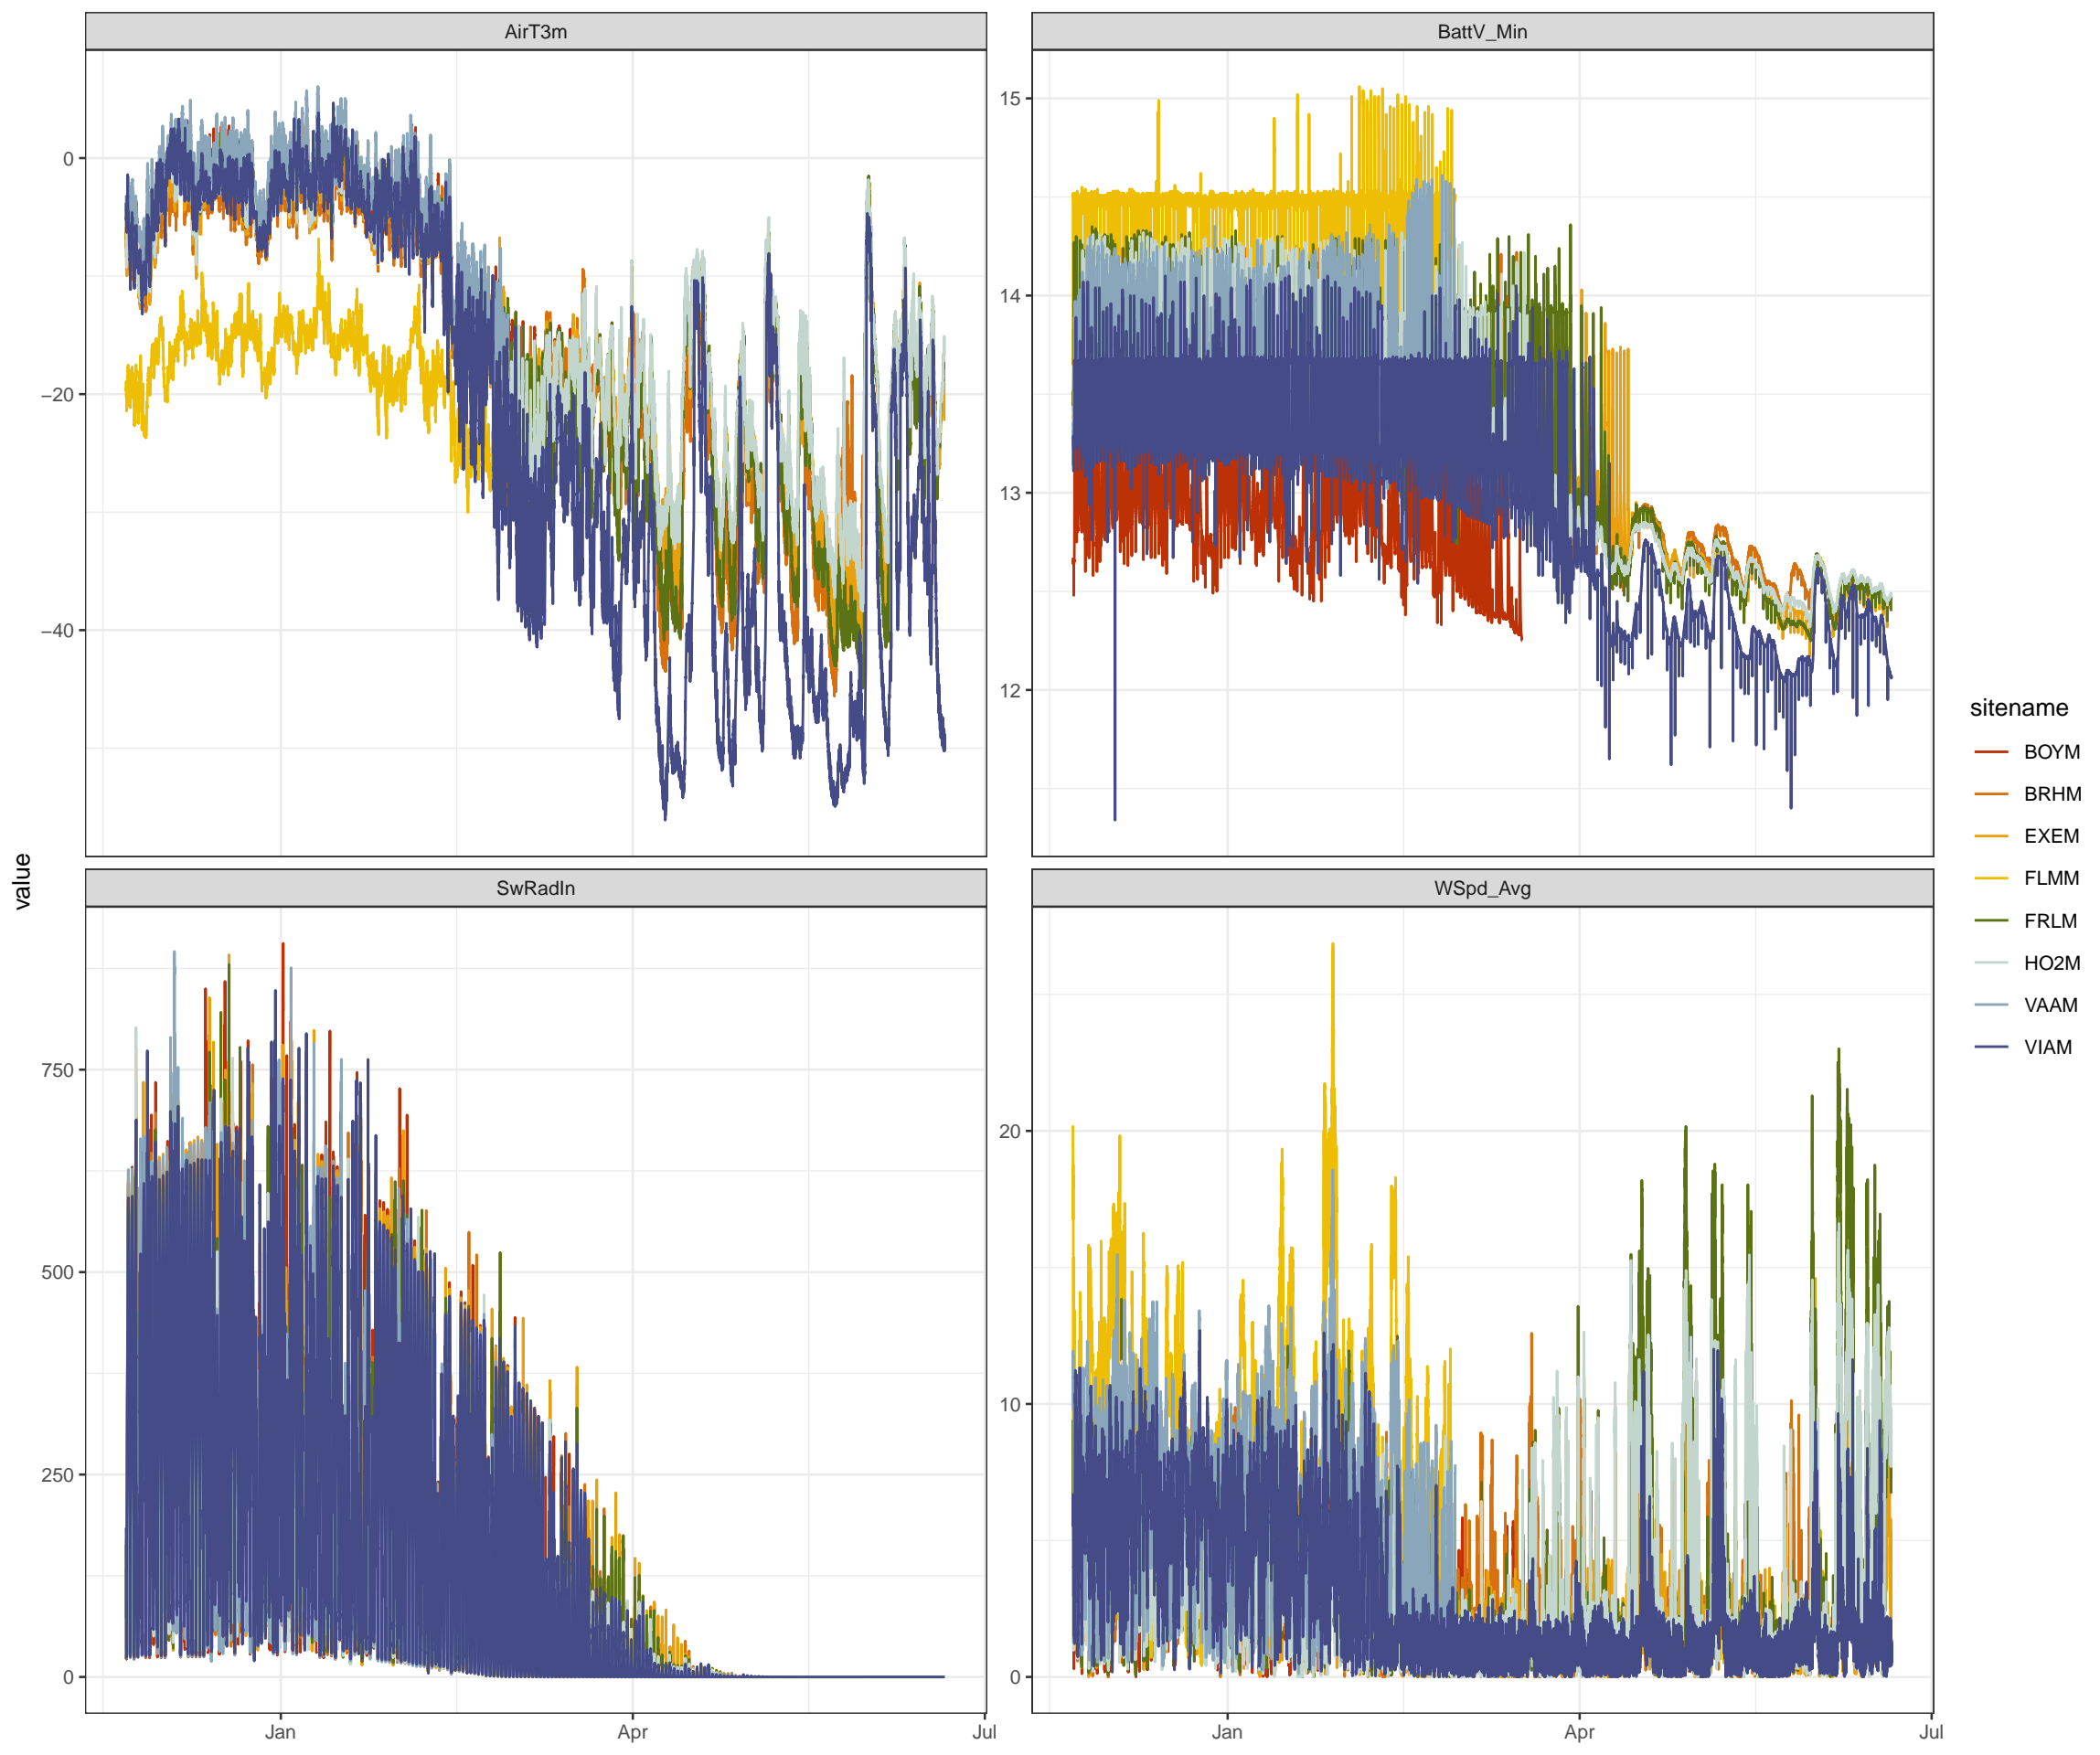 AirT3m
BattV_Min
0
−20
−40
15
14
13
12
value
SwRadIn
WSpd_Avg
750
500
250
0
20
10
0
Jan
Apr
Jul
Jan
Apr
Jul
sitename
BOYM
BRHM
EXEM
FLMM
FRLM
HO2M
VAAM
VIAM